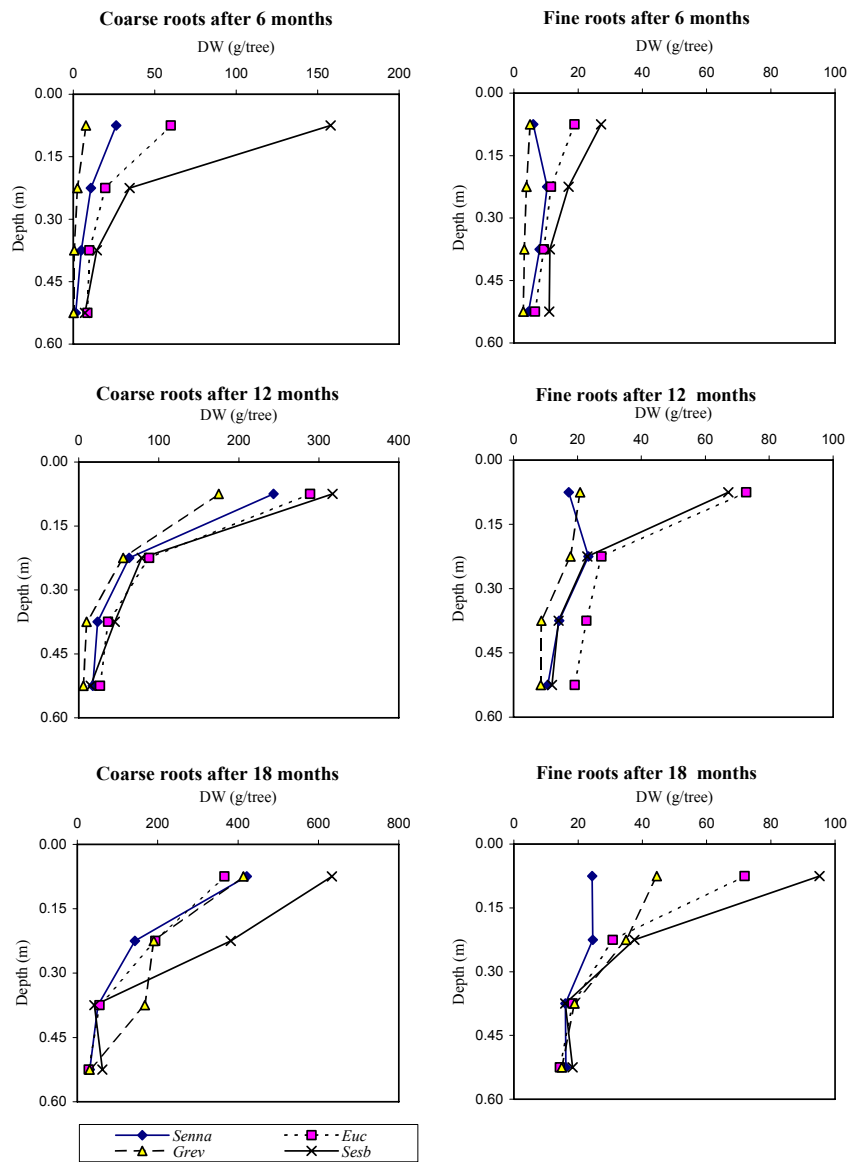 Coarse roots after 6 months
DW (g/tree)
0 50 100 150 200
0.00
0.15
0.30
0.45
0.60
Depth (m)
Fine roots after 6 months
DW (g/tree)
0 20 40 60 80 100
0.00
0.15
0.30
0.45
0.60
Depth (m)
Coarse roots after 12 months
DW (g/tree)
0 100 200 300 400
0.00
0.15
0.30
0.45
0.60
Depth (m)
Fine roots after 12 months
DW (g/tree)
0 20 40 60 80 100
0.00
0.15
0.30
0.45
0.60
Depth (m)
Coarse roots after 18 months
DW (g/tree)
0 200 400 600 800
0.00
0.15
0.30
0.45
0.60
Depth (m)
Fine roots after 18 months
DW (g/tree)
0 20 40 60 80 100
0.00
0.15
0.30
0.45
0.60
Depth (m)
Senna Euc
Grev Sesb